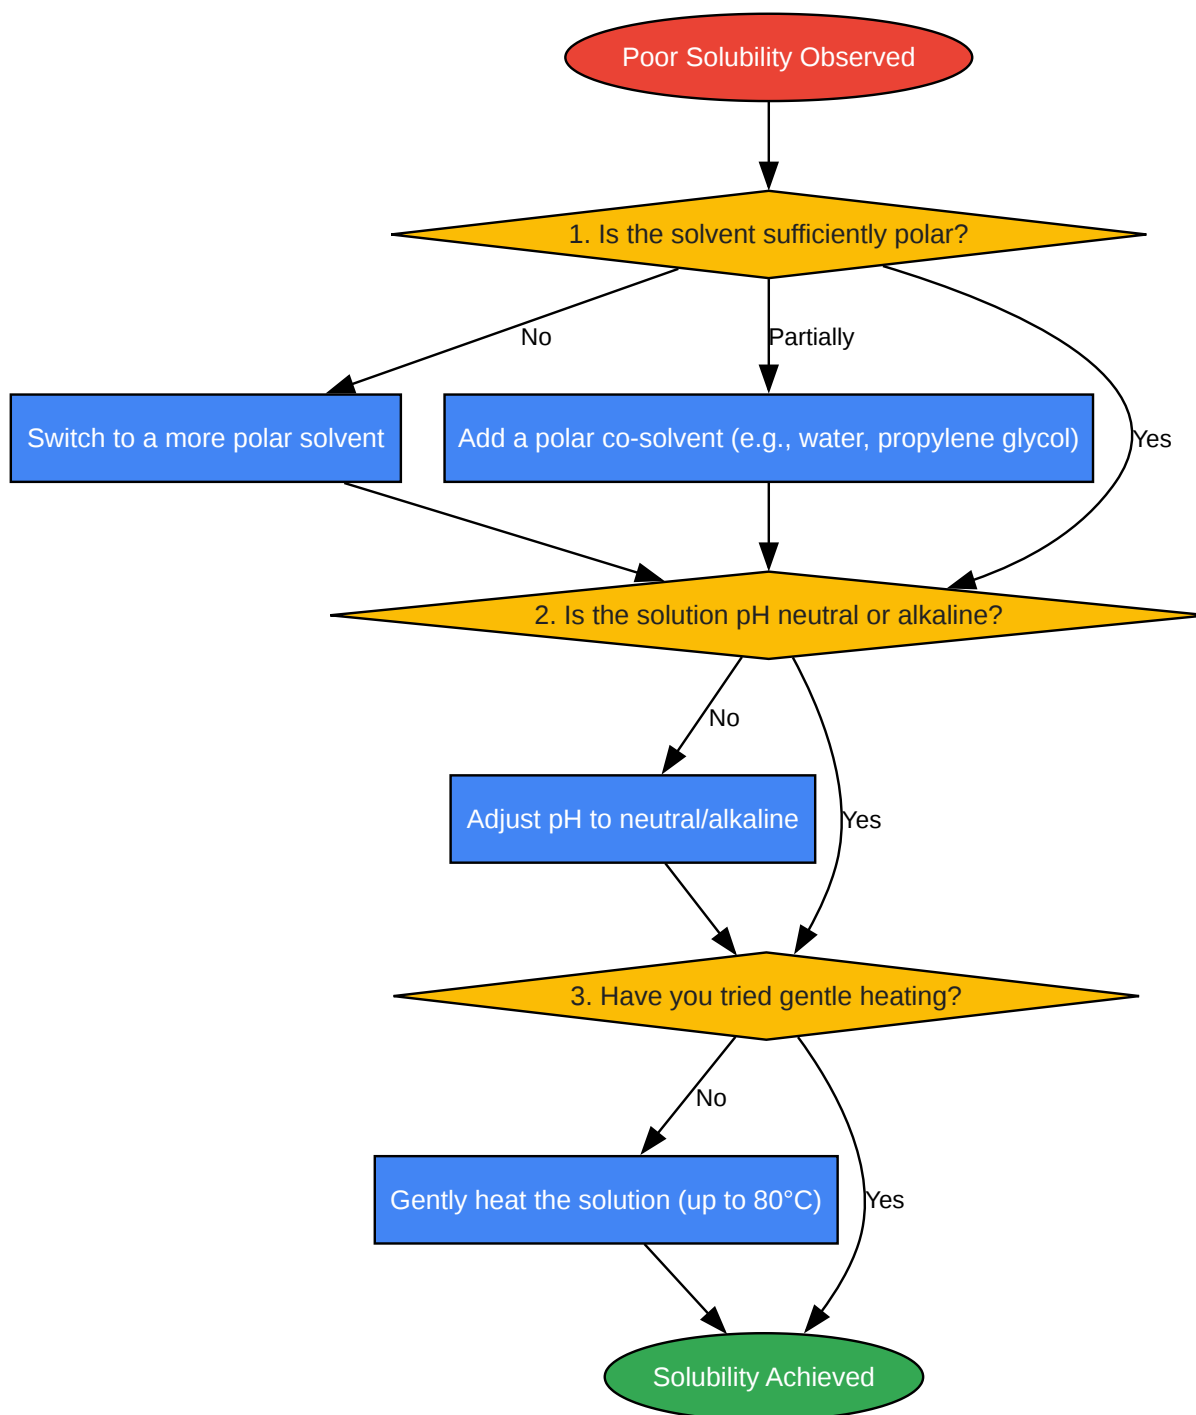 Poor Solubility Observed
1. Is the solvent sufficiently polar?
No
Partially
Switch to a more polar solvent
Add a polar co-solvent (e.g., water, propylene glycol)
Yes
2. Is the solution pH neutral or alkaline?
No
Adjust pH to neutral/alkaline
Yes
3. Have you tried gentle heating?
No
Gently heat the solution (up to 80°C)
Yes
Solubility Achieved